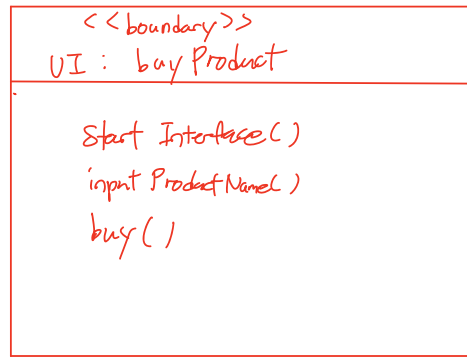 <<boundary>>
UI : buy Product
Start Interface()
input ProductName()
buy()